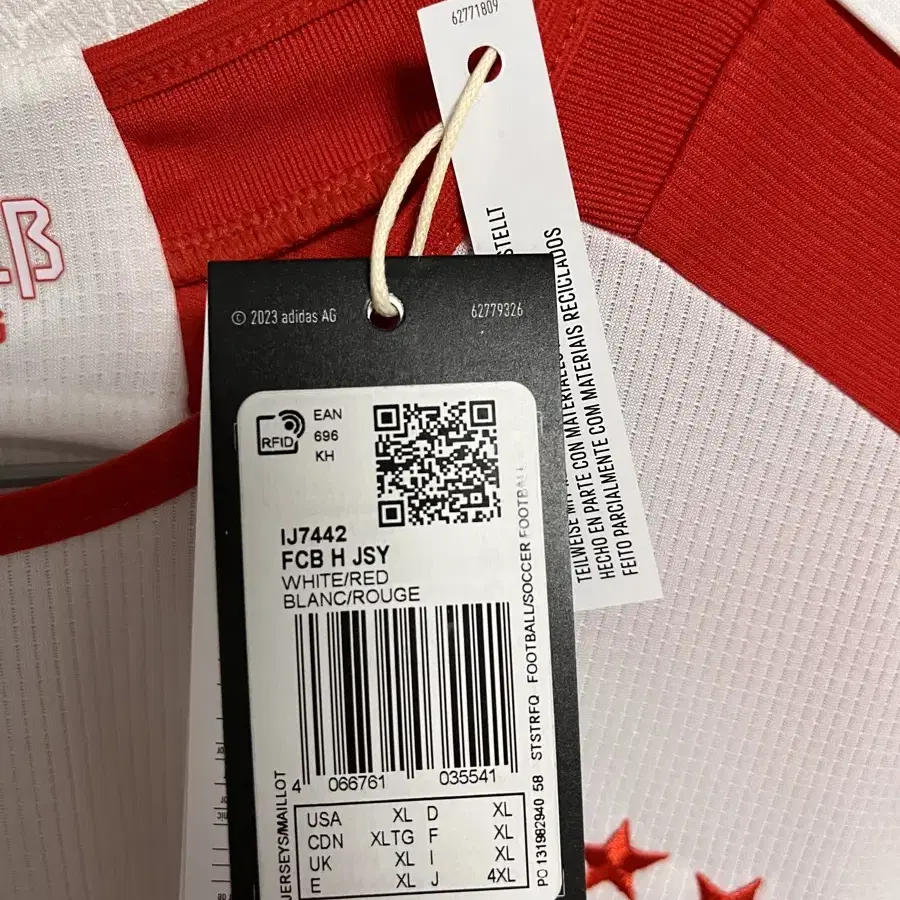 62771809
STELLT
TEILWEISE
HECHO EN PARTE CON MATERIALES
FEITO PARCIALMENTE COM MATERIAIS RECICLADOS
© 2023 adidas AG
62779326
RFID
EAN
696
KH
IJ7442
FCB H JSY
WHITE/RED
BLANC/ROUGE
4 066761 035541
USA XL D XL
CDN XLTG F XL
UK XL I XL
E XL J 4XL
JERSEYS/MAILLOT
PO 131982940 58 STSTRFQ FOOTBALL/SOCCER FOOTBALL